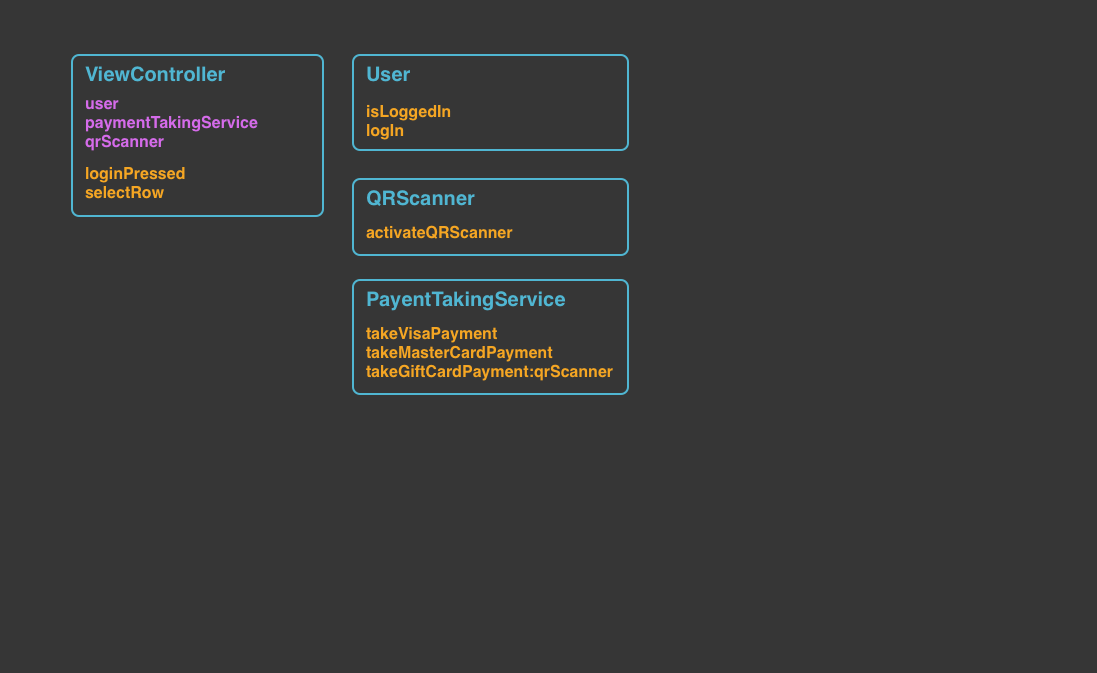 ViewController
user
paymentTakingService
qrScanner
loginPressed
selectRow
User
isLoggedIn
logIn
QRScanner
activateQRScanner
PayentTakingService
takeVisaPayment
takeMasterCardPayment
takeGiftCardPayment:qrScanner